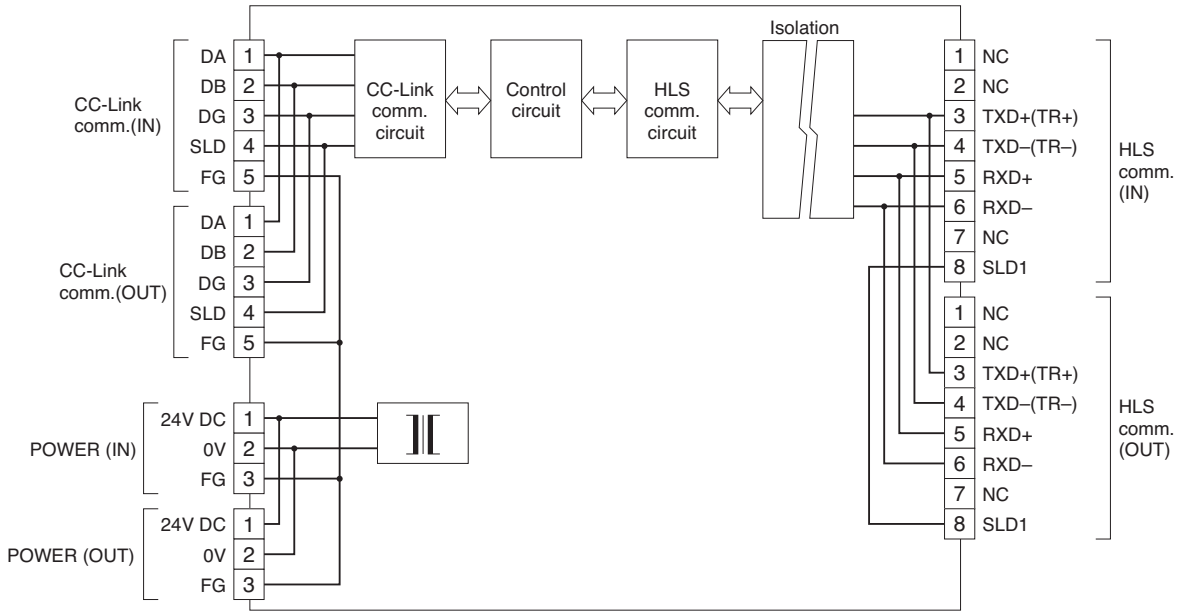 CC-Link
comm.(IN)
DA 1
DB 2
DG 3
SLD 4
FG 5
CC-Link
comm.(OUT)
DA 1
DB 2
DG 3
SLD 4
FG 5
POWER (IN)
24V DC 1
0V 2
FG 3
POWER (OUT)
24V DC 1
0V 2
FG 3
CC-Link
comm.
circuit
Control
circuit
HLS
comm.
circuit
Isolation
1 NC
2 NC
3 TXD+(TR+)
4 TXD–(TR–)
5 RXD+
6 RXD–
7 NC
8 SLD1
HLS
comm.
(IN)
1 NC
2 NC
3 TXD+(TR+)
4 TXD–(TR–)
5 RXD+
6 RXD–
7 NC
8 SLD1
HLS
comm.
(OUT)